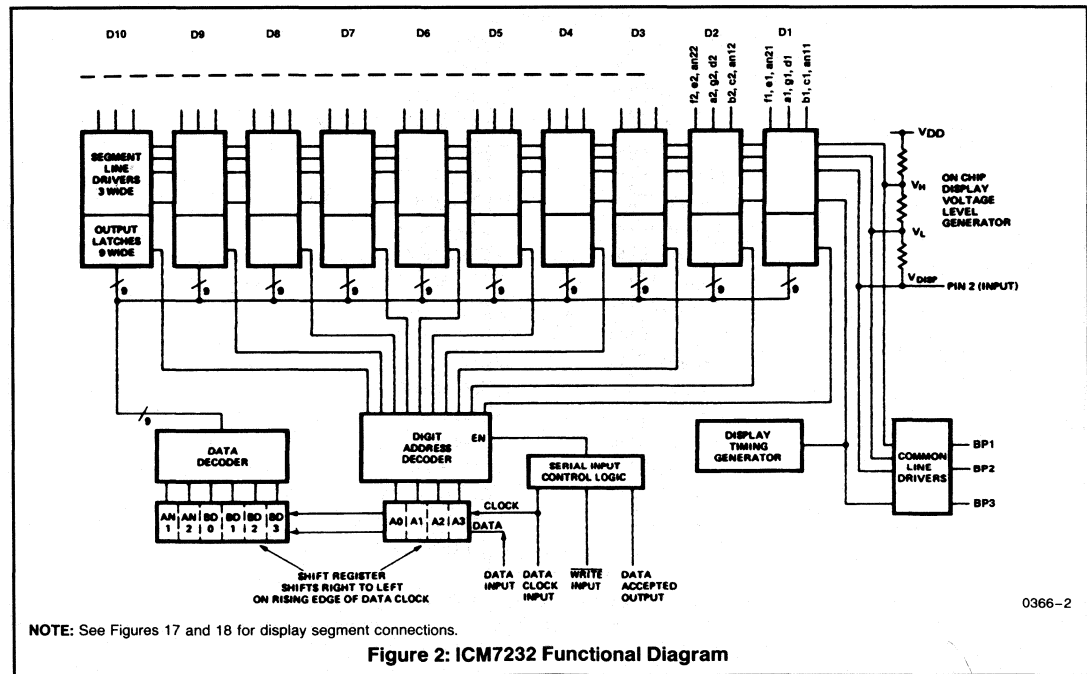 D10 D9 D8 D7 D6 D5 D4 D3 D2 D1
f2, e2, an22
a2, g2, d2
b2, c2, an12
f1, e1, an21
a1, g1, d1
b1, c1, an11
SEGMENT
LINE
DRIVERS
3 WIDE
OUTPUT
LATCHES
9 WIDE
VDD
VH
ON CHIP
DISPLAY
VOLTAGE
LEVEL
GENERATOR
VL
VDISP
PIN 2 (INPUT)
9 9 9 9 9 9 9 9 9
9
DATA
DECODER
DIGIT
ADDRESS
DECODER
EN
SERIAL INPUT
CONTROL LOGIC
DISPLAY
TIMING
GENERATOR
COMMON
LINE
DRIVERS
BP1
BP2
BP3
AN 1 AN 2 BD 0 BD 1 BD 2 BD 3
A0 A1 A2 A3
CLOCK
DATA
SHIFT REGISTER
SHIFTS RIGHT TO LEFT
ON RISING EDGE OF DATA CLOCK
DATA
INPUT
DATA
CLOCK
INPUT
WRITE
INPUT
DATA
ACCEPTED
OUTPUT
0366–2
NOTE: See Figures 17 and 18 for display segment connections.
Figure 2: ICM7232 Functional Diagram